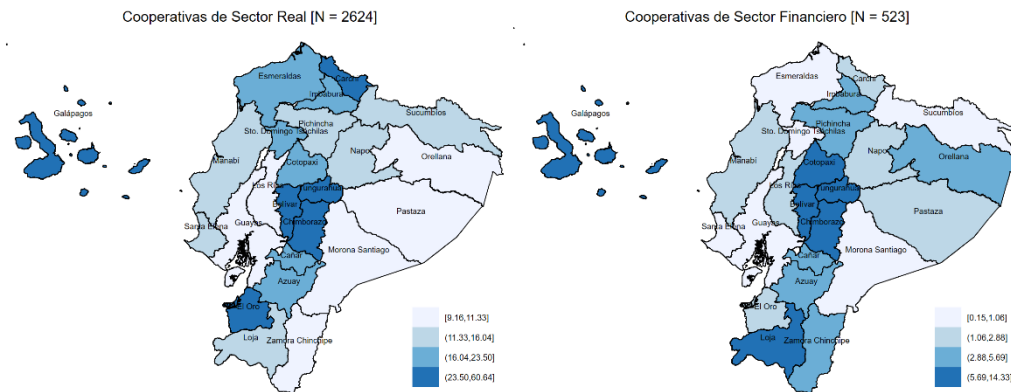 Cooperativas de Sector Real [N = 2624]
Esmeraldas
Carchi
Imbabura
Sucumbíos
Galápagos
Pichincha
Sto. Domingo Tsáchilas
Manabí
Napo
Orellana
Cotopaxi
Los Ríos
Tungurahua
Bolívar
Pastaza
Santa Elena
Guayas
Chimborazo
Morona Santiago
Cañar
Azuay
El Oro
Loja
Zamora Chinchipe
[9.16,11.33]
(11.33,16.04]
(16.04,23.50]
(23.50,60.64]
Cooperativas de Sector Financiero [N = 523]
Esmeraldas
Carchi
Imbabura
Sucumbíos
Galápagos
Pichincha
Sto. Domingo Tsáchilas
Manabí
Napo
Orellana
Cotopaxi
Los Ríos
Tungurahua
Bolívar
Pastaza
Santa Elena
Guayas
Chimborazo
Morona Santiago
Cañar
Azuay
El Oro
Loja
Zamora Chinchipe
[0.15,1.06]
(1.06,2.88]
(2.88,5.69]
(5.69,14.33]